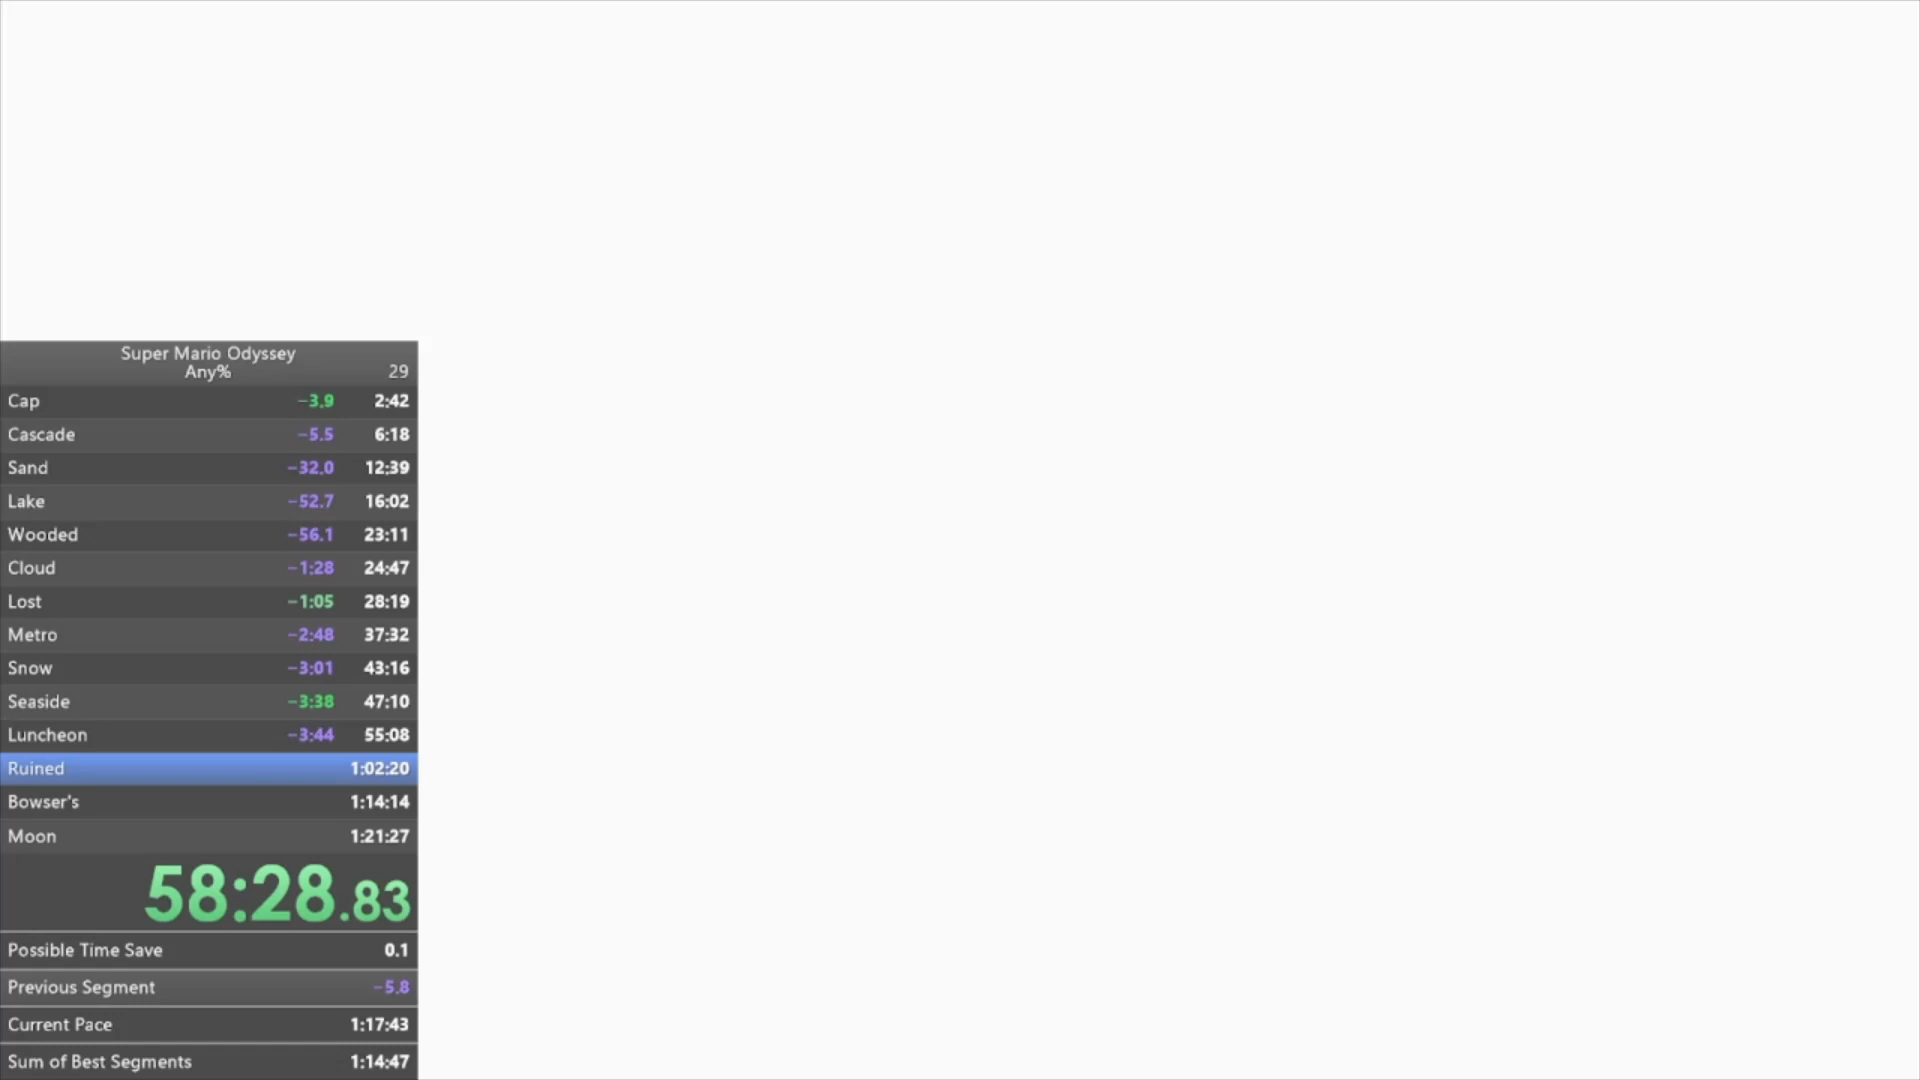 Super Mario Odyssey
Any% 29
Cap −3.9 2:42
Cascade −5.5 6:18
Sand −32.0 12:39
Lake −52.7 16:02
Wooded −56.1 23:11
Cloud −1:28 24:47
Lost −1:05 28:19
Metro −2:48 37:32
Snow −3:01 43:16
Seaside −3:38 47:10
Luncheon −3:44 55:08
Ruined 1:02:20
Bowser's 1:14:14
Moon 1:21:27
58:28.83
Possible Time Save 0.1
Previous Segment −5.8
Current Pace 1:17:43
Sum of Best Segments 1:14:47